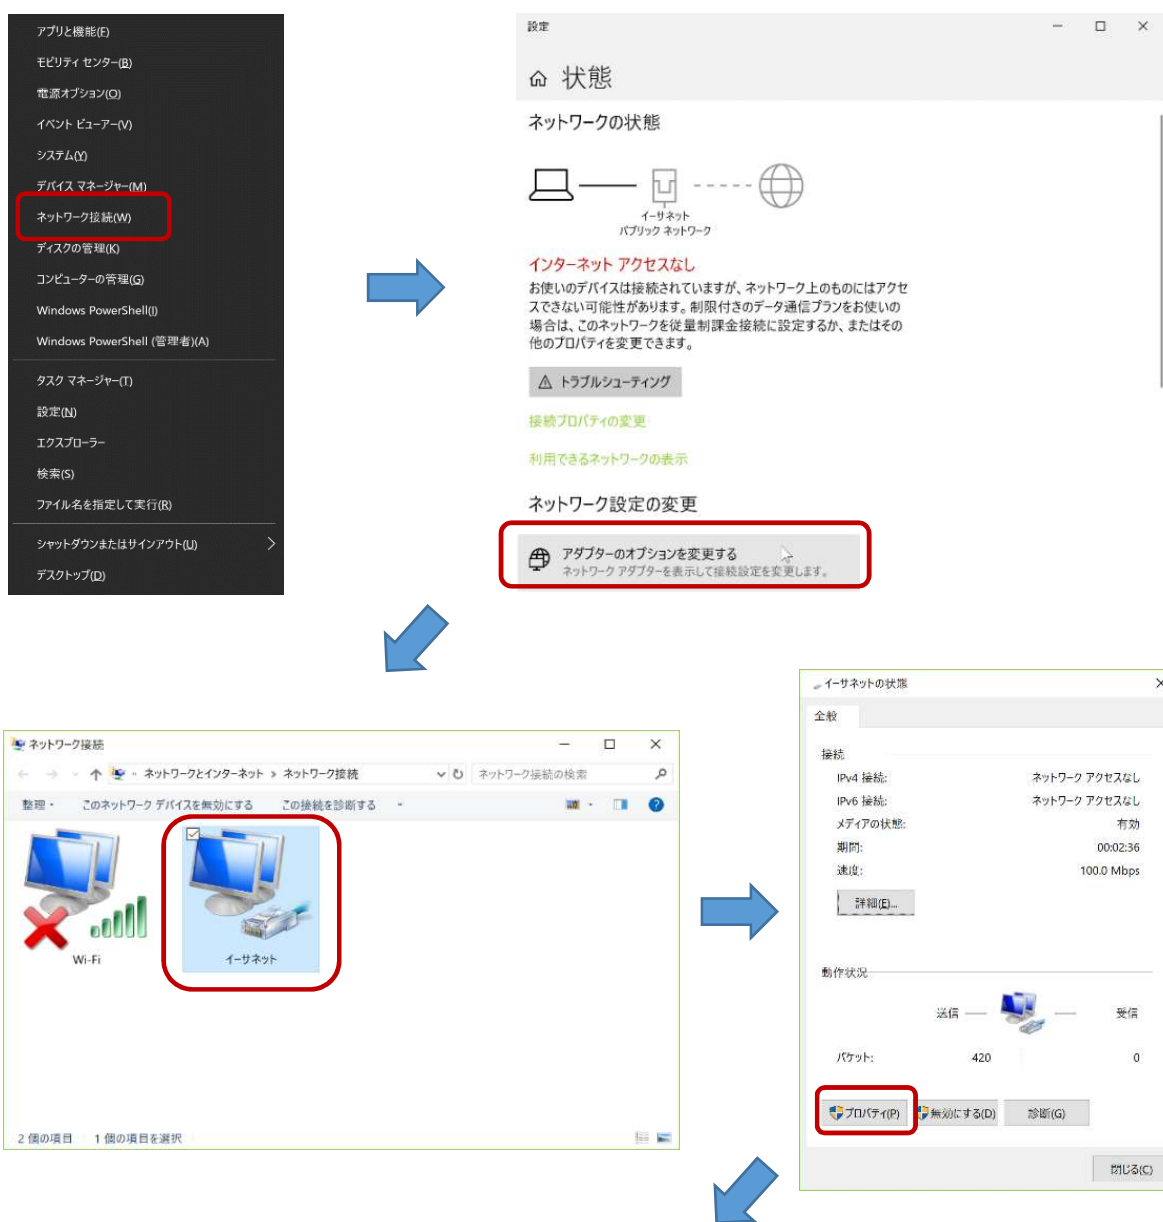 アプリと機能(F)
モビリティ センター(B)
電源オプション(O)
イベント ビューアー(V)
システム(Y)
デバイス マネージャー(M)
ネットワーク接続(W)
ディスクの管理(K)
コンピューターの管理(G)
Windows PowerShell(I)
Windows PowerShell (管理者)(A)
タスク マネージャー(T)
設定(N)
エクスプローラー
検索(S)
ファイル名を指定して実行(R)
シャットダウンまたはサインアウト(U)
デスクトップ(D)
設定
状態
ネットワークの状態
イーサネット
パブリック ネットワーク
インターネット アクセスなし
お使いのデバイスは接続されていますが、ネットワーク上のものにはアクセ
スできない可能性があります。制限付きのデータ通信プランをお使いの
場合は、このネットワークを従量制課金接続に設定するか、またはその
他のプロパティを変更できます。
トラブルシューティング
接続プロパティの変更
利用できるネットワークの表示
ネットワーク設定の変更
アダプターのオプションを変更する
ネットワーク アダプターを表示して接続設定を変更します。
ネットワーク接続
ネットワークとインターネット › ネットワーク接続
ネットワーク接続の検索
整理 このネットワーク デバイスを無効にする この接続を診断する
Wi-Fi
イーサネット
2 個の項目 1 個の項目を選択
イーサネットの状態
全般
接続
IPv4 接続: ネットワーク アクセスなし
IPv6 接続: ネットワーク アクセスなし
メディアの状態: 有効
期間: 00:02:36
速度: 100.0 Mbps
詳細(E)...
動作状況
送信 — — 受信
パケット: 420 0
プロパティ(P) 無効にする(D) 診断(G)
閉じる(C)